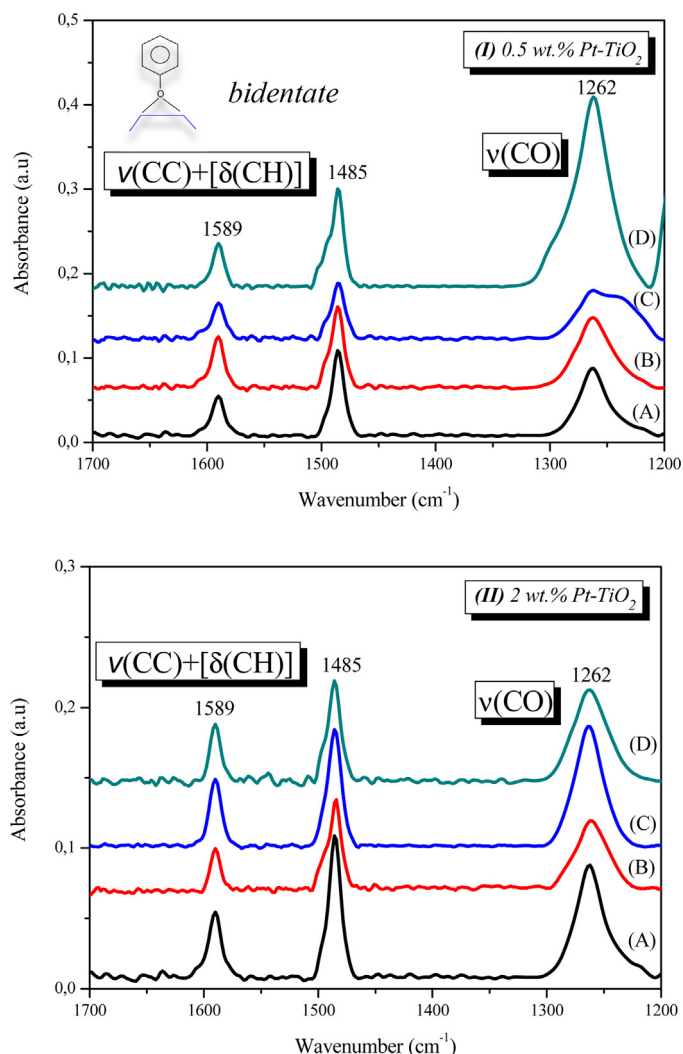 (I) 0.5 wt.% Pt-TiO₂
bidentate
O
ν(CC)+[δ(CH)]
ν(CO)
1589
1485
1262
(D)
(C)
(B)
(A)
0,5
0,4
0,3
0,2
0,1
0,0
Absorbance (a.u)
1700
1600
1500
1400
1300
1200
Wavenumber (cm⁻¹)
(II) 2 wt.% Pt-TiO₂
ν(CC)+[δ(CH)]
ν(CO)
1589
1485
1262
(D)
(C)
(B)
(A)
0,3
0,2
0,1
0,0
Absorbance (a.u)
1700
1600
1500
1400
1300
1200
Wavenumber (cm⁻¹)